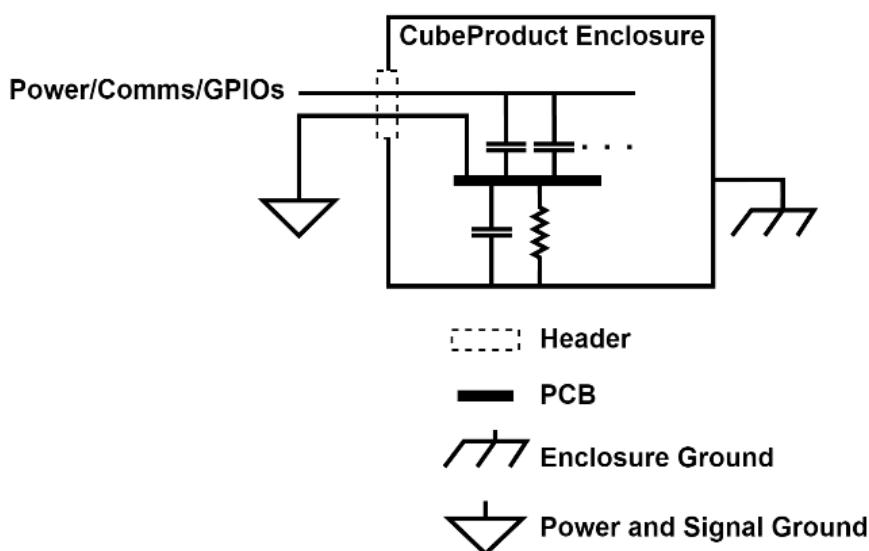 CubeProduct Enclosure
Power/Comms/GPIOs
Header
PCB
Enclosure Ground
Power and Signal Ground